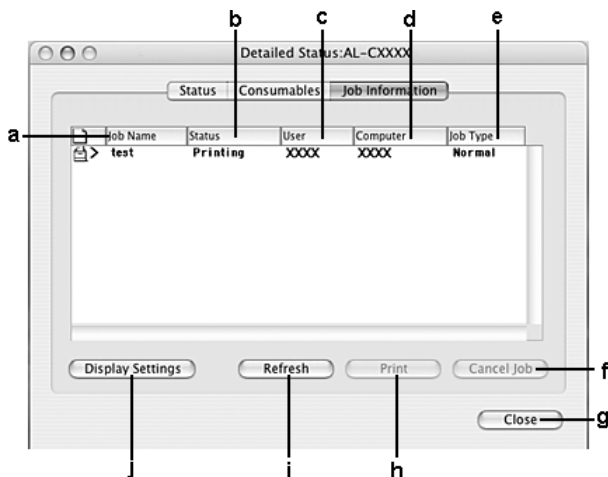 b c d e
Detailed Status:AL-CXXXX
Status Consumables Job Information
a Job Name Status User Computer Job Type
test Printing XXXX XXXX Normal
Display Settings Refresh Print Cancel Job f
Close g
j i h